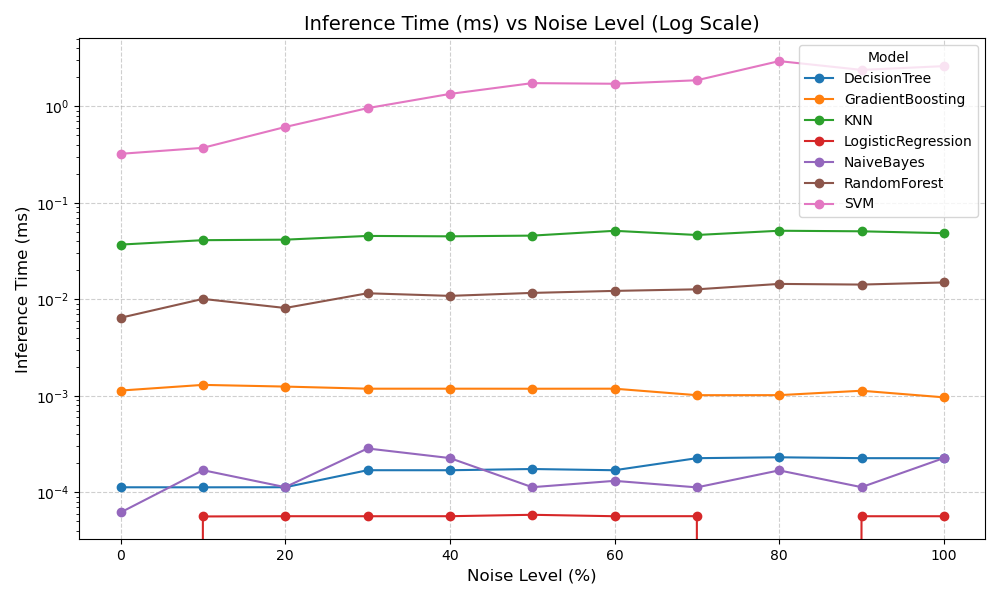 Inference Time (ms) vs Noise Level (Log Scale)
Inference Time (ms)
10⁰
10⁻¹
10⁻²
10⁻³
10⁻⁴
Model
DecisionTree
GradientBoosting
KNN
LogisticRegression
NaiveBayes
RandomForest
SVM
0 20 40 60 80 100
Noise Level (%)